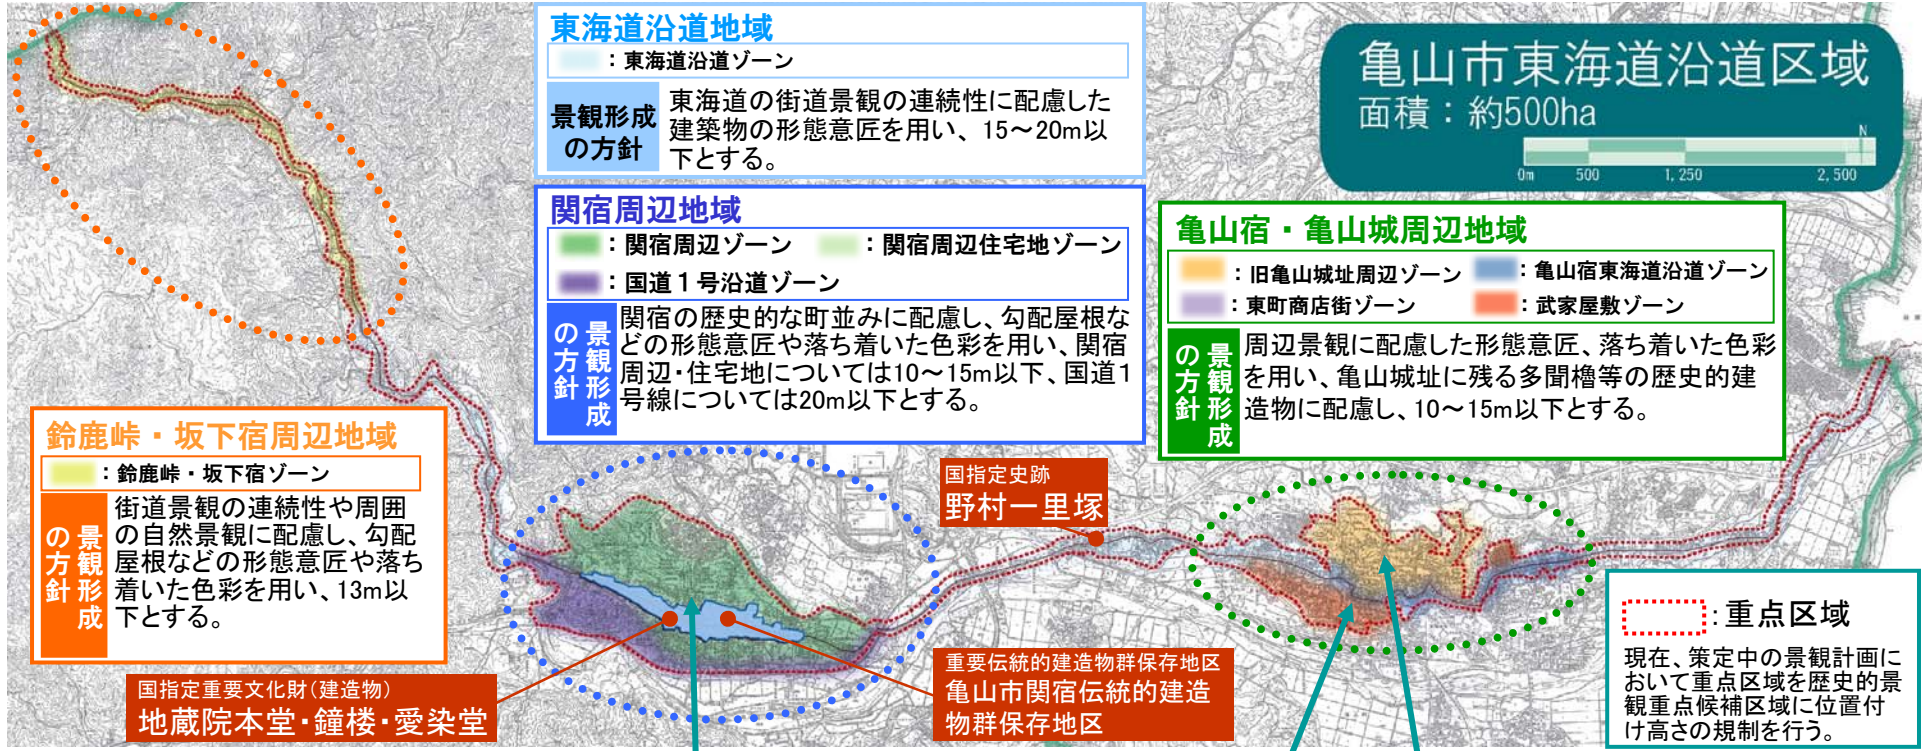 東海道沿道地域
：東海道沿道ゾーン
景観形成
の方針
東海道の街道景観の連続性に配慮した
建築物の形態意匠を用い、15～20m以
下とする。
亀山市東海道沿道区域
面積：約500ha
N
0m 500 1,250 2,500
関宿周辺地域
：関宿周辺ゾーン ：関宿周辺住宅地ゾーン
：国道１号沿道ゾーン
景観形成
の方針
関宿の歴史的な町並みに配慮し、勾配屋根な
どの形態意匠や落ち着いた色彩を用い、関宿
周辺・住宅地については10～15m以下、国道1
号線については20m以下とする。
亀山宿・亀山城周辺地域
：旧亀山城址周辺ゾーン ：亀山宿東海道沿道ゾーン
：東町商店街ゾーン ：武家屋敷ゾーン
景観形成
の方針
周辺景観に配慮した形態意匠、落ち着いた色彩
を用い、亀山城址に残る多聞櫓等の歴史的建
造物に配慮し、10～15m以下とする。
鈴鹿峠・坂下宿周辺地域
：鈴鹿峠・坂下宿ゾーン
景観形成
の方針
街道景観の連続性や周囲
の自然景観に配慮し、勾配
屋根などの形態意匠や落ち
着いた色彩を用い、13m以
下とする。
国指定史跡
野村一里塚
国指定重要文化財（建造物）
地蔵院本堂・鐘楼・愛染堂
重要伝統的建造物群保存地区
亀山市関宿伝統的建造
物群保存地区
：重点区域
現在、策定中の景観計画に
おいて重点区域を歴史的景
観重点候補区域に位置付
け高さの規制を行う。